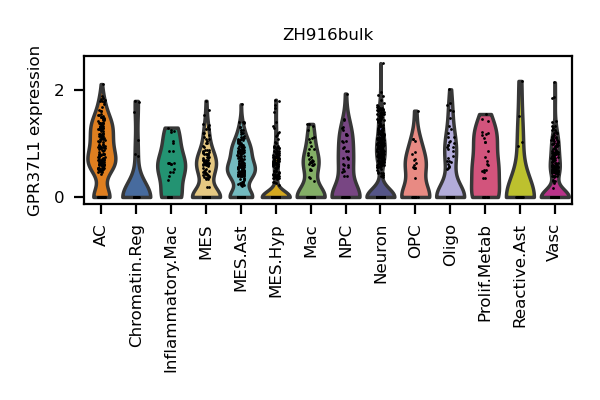 ZH916bulk
GPR37L1 expression
2
0
AC
Chromatin.Reg
Inflammatory.Mac
MES
MES.Ast
MES.Hyp
Mac
NPC
Neuron
OPC
Oligo
Prolif.Metab
Reactive.Ast
Vasc